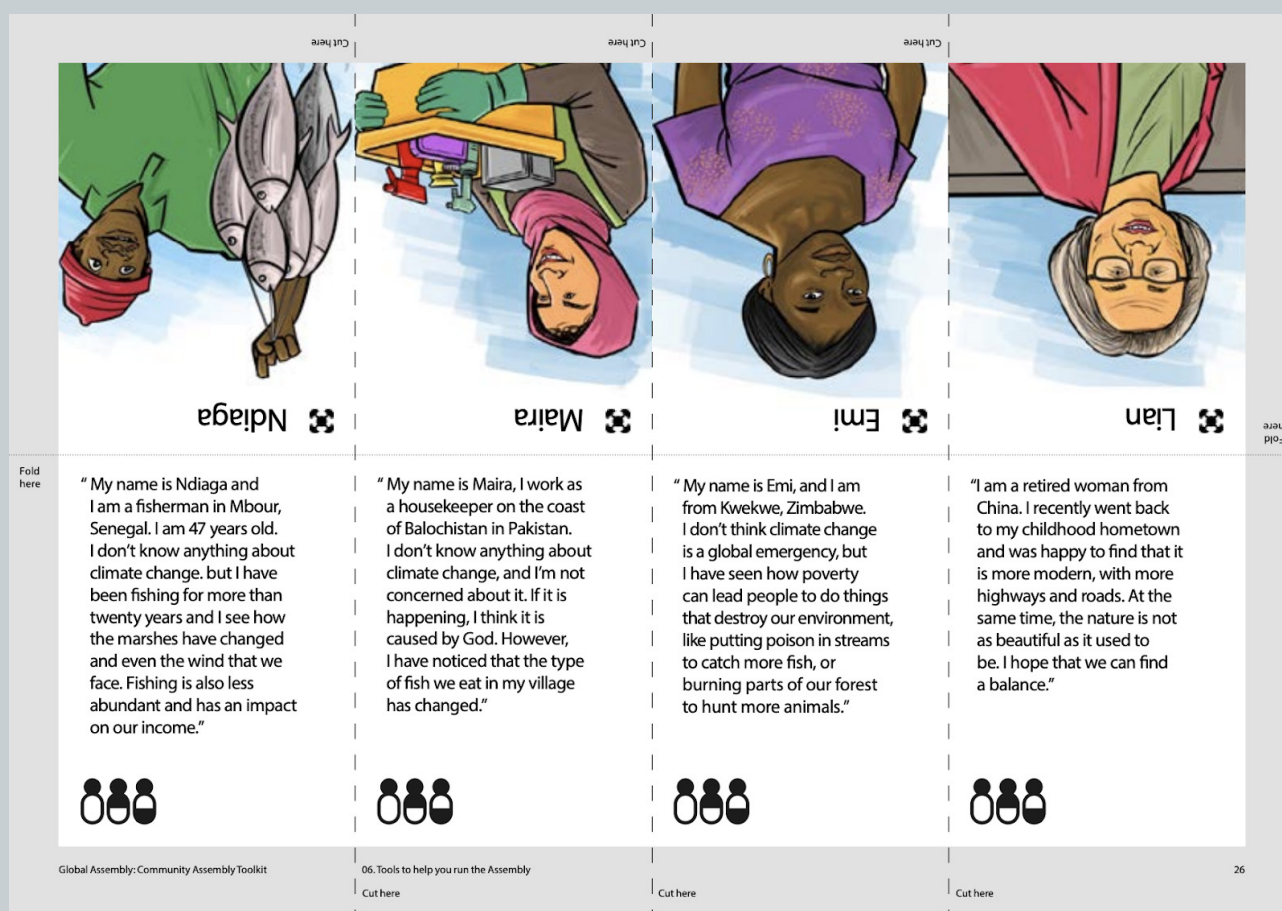 Cut here
Cut here
Cut here
Ndiaga
Maira
Emi
Lian
Fold
here
Fold
here
“ My name is Ndiaga and
I am a fisherman in Mbour,
Senegal. I am 47 years old.
I don’t know anything about
climate change. but I have
been fishing for more than
twenty years and I see how
the marshes have changed
and even the wind that we
face. Fishing is also less
abundant and has an impact
on our income.”
“ My name is Maira, I work as
a housekeeper on the coast
of Balochistan in Pakistan.
I don’t know anything about
climate change, and I’m not
concerned about it. If it is
happening, I think it is
caused by God. However,
I have noticed that the type
of fish we eat in my village
has changed.”
“ My name is Emi, and I am
from Kwekwe, Zimbabwe.
I don’t think climate change
is a global emergency, but
I have seen how poverty
can lead people to do things
that destroy our environment,
like putting poison in streams
to catch more fish, or
burning parts of our forest
to hunt more animals.”
“I am a retired woman from
China. I recently went back
to my childhood hometown
and was happy to find that it
is more modern, with more
highways and roads. At the
same time, the nature is not
as beautiful as it used to
be. I hope that we can find
a balance.”
Global Assembly: Community Assembly Toolkit
06. Tools to help you run the Assembly
26
Cut here
Cut here
Cut here